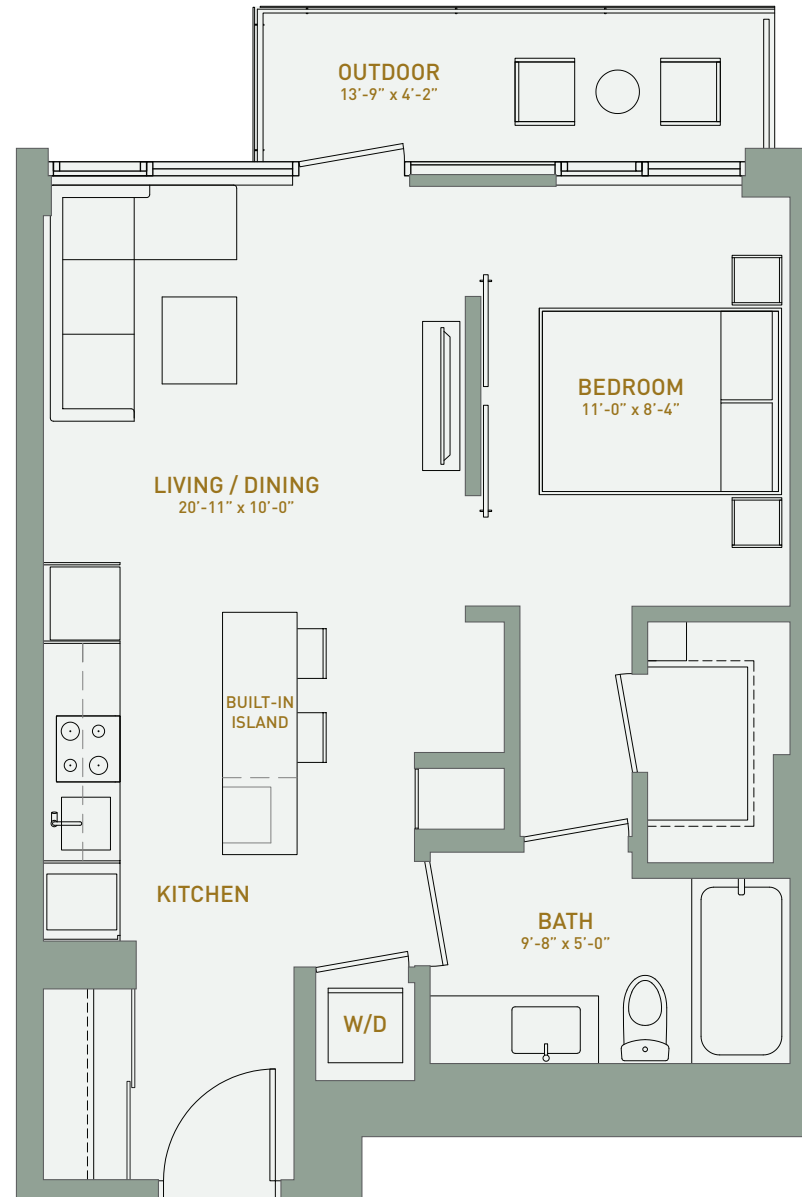 OUTDOOR
13'-9" x 4'-2"
BEDROOM
11'-0" x 8'-4"
LIVING / DINING
20'-11" x 10'-0"
BUILT-IN
ISLAND
KITCHEN
BATH
9'-8" x 5'-0"
W/D